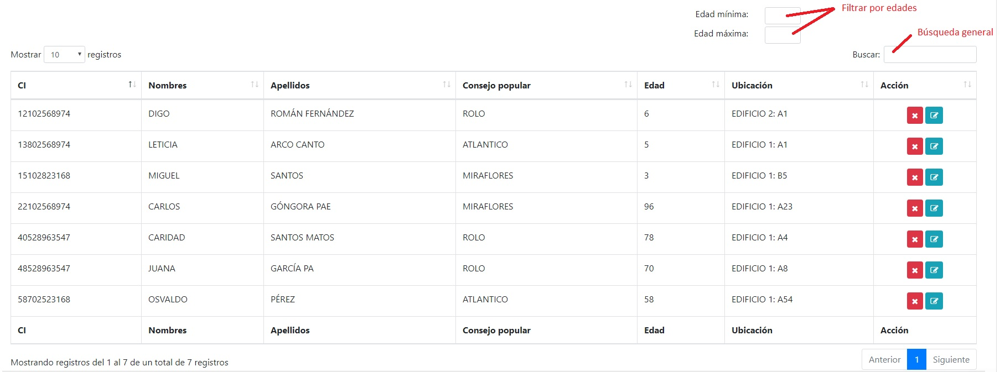 Edad mínima:
Filtrar por edades
Edad máxima:
Búsqueda general
Mostrar 10 registros
Buscar:
CI Nombres Apellidos Consejo popular Edad Ubicación Acción
12102568974 DIGO ROMÁN FERNÁNDEZ ROLO 6 EDIFICIO 2: A1
13802568974 LETICIA ARCO CANTO ATLANTICO 5 EDIFICIO 1: A1
15102823168 MIGUEL SANTOS MIRAFLORES 3 EDIFICIO 1: B5
22102568974 CARLOS GÓNGORA PAE MIRAFLORES 96 EDIFICIO 1: A23
40528963547 CARIDAD SANTOS MATOS ROLO 78 EDIFICIO 1: A4
48528963547 JUANA GARCÍA PA ROLO 70 EDIFICIO 1: A8
58702523168 OSVALDO PÉREZ ATLANTICO 58 EDIFICIO 1: A54
CI Nombres Apellidos Consejo popular Edad Ubicación Acción
Mostrando registros del 1 al 7 de un total de 7 registros
Anterior 1 Siguiente